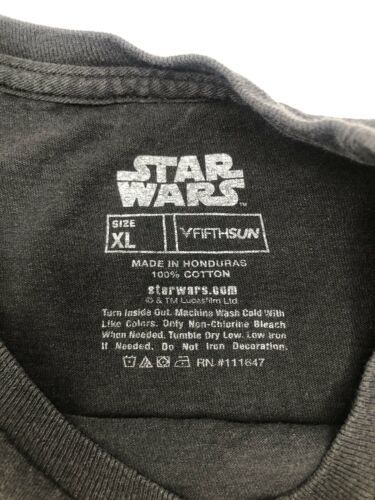 STAR
WARS™
SIZE
XL
FIFTHSUN
MADE IN HONDURAS
100% COTTON
starwars.com
© & TM Lucasfilm Ltd
Turn Inside Out. Machine Wash Cold With
Like Colors. Only Non-Chlorine Bleach
When Needed. Tumble Dry Low. Low Iron
If Needed. Do Not Iron Decoration.
RN #111647